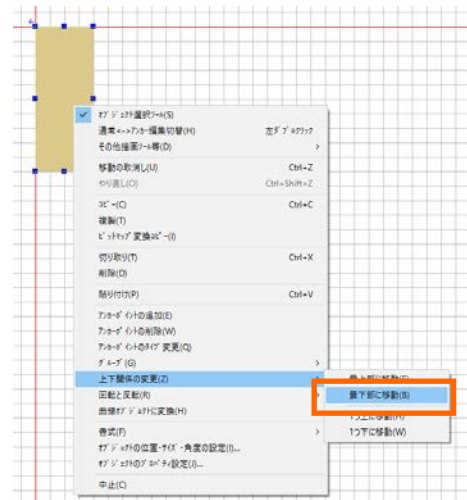 オブジェクト選択ツール(S)
通常<->アンカー編集切替(H) 左ダブルクリック
その他描画ツール等(D)
移動の取消し(U) Ctrl+Z
やり直し(O) Ctrl+Shift+Z
コピー(C) Ctrl+C
複製(T)
ビットマップ変換コピー(I)
切り取り(T) Ctrl+X
削除(D)
貼り付け(P) Ctrl+V
アンカーポイントの追加(E)
アンカーポイントの削除(W)
アンカーポイントのタイプ変更(Q)
グループ(G)
上下関係の変更(Z)
最下部に移動(B)
回転と反転(R)
曲線オブジェクトに変換(H)
1つ下に移動(W)
書式(F)
オブジェクトの位置・サイズ・角度の設定(L)...
オブジェクトのプロパティ設定(J)...
中止(C)